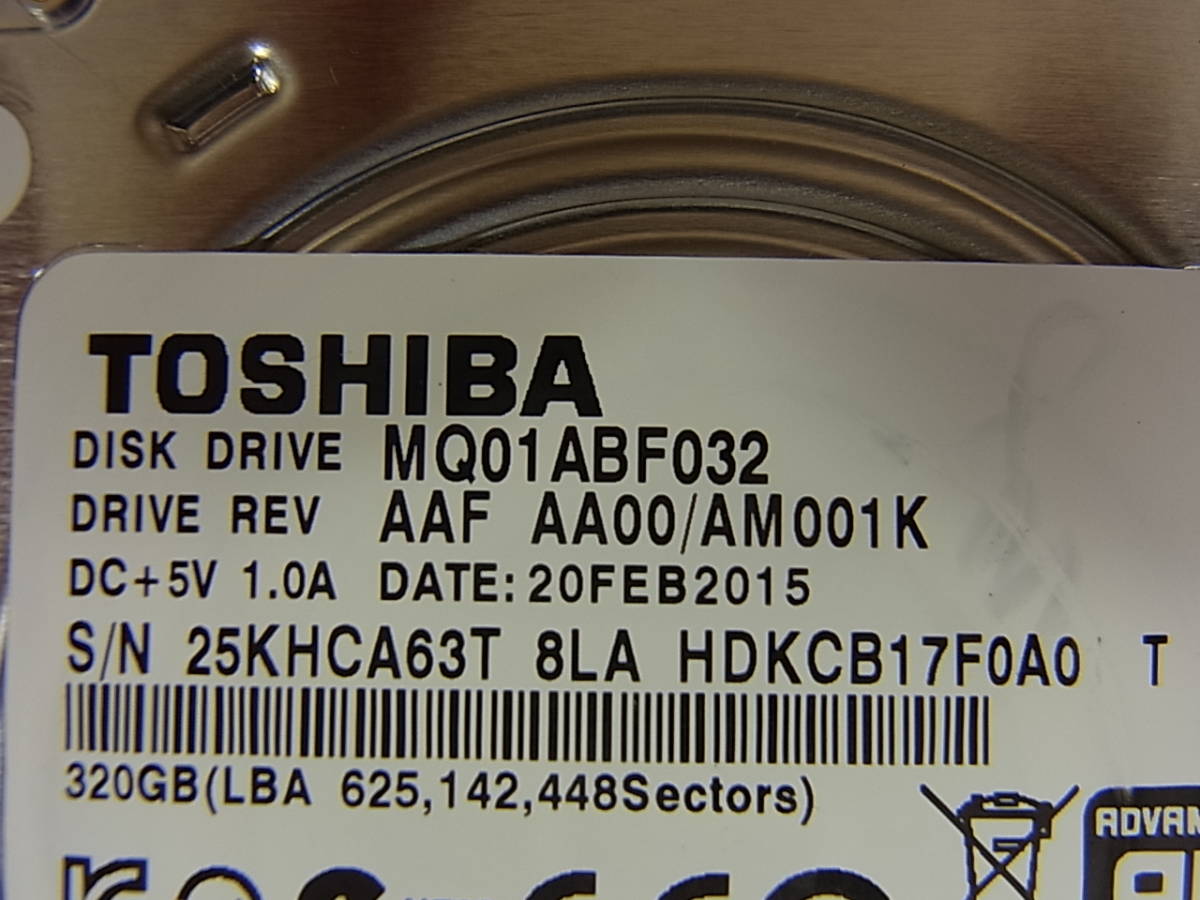 TOSHIBA
DISK DRIVE MQ01ABF032
DRIVE REV AAF AA00/AM001K
DC+5V 1.0A DATE:20FEB2015
S/N 25KHCA63T 8LA HDKCB17F0A0 T
320GB(LBA 625,142,448Sectors)